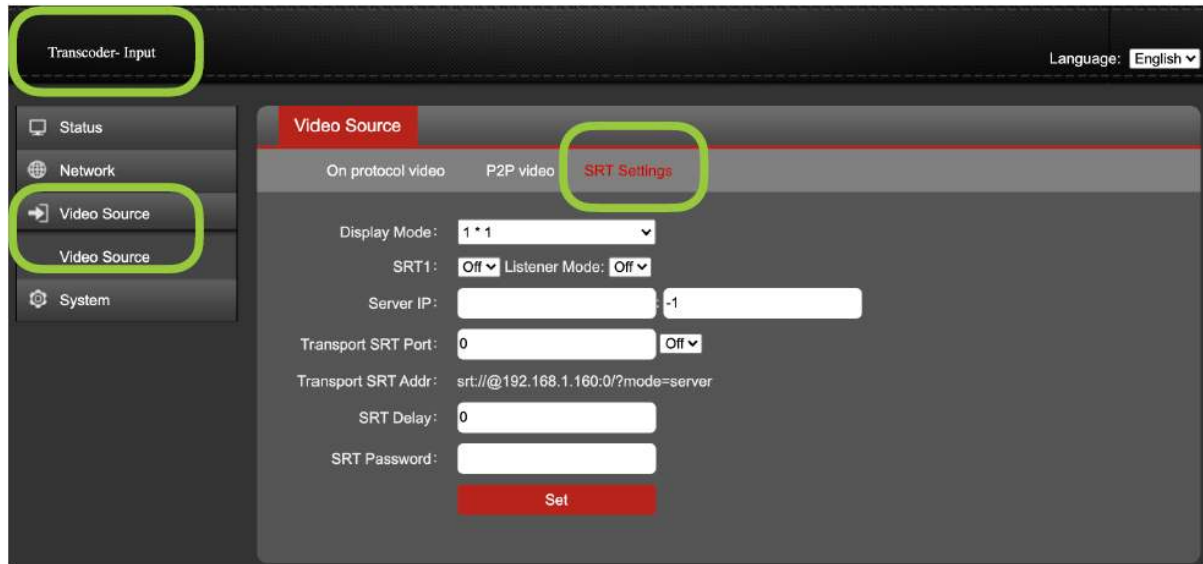 Transcoder- Input
Language: English
Status
Network
Video Source
Video Source
System
Video Source
On protocol video P2P video SRT Settings
Display Mode: 1 * 1
SRT1: Off Listener Mode: Off
Server IP: : -1
Transport SRT Port: 0 Off
Transport SRT Addr: srt://@192.168.1.160:0/?mode=server
SRT Delay: 0
SRT Password:
Set